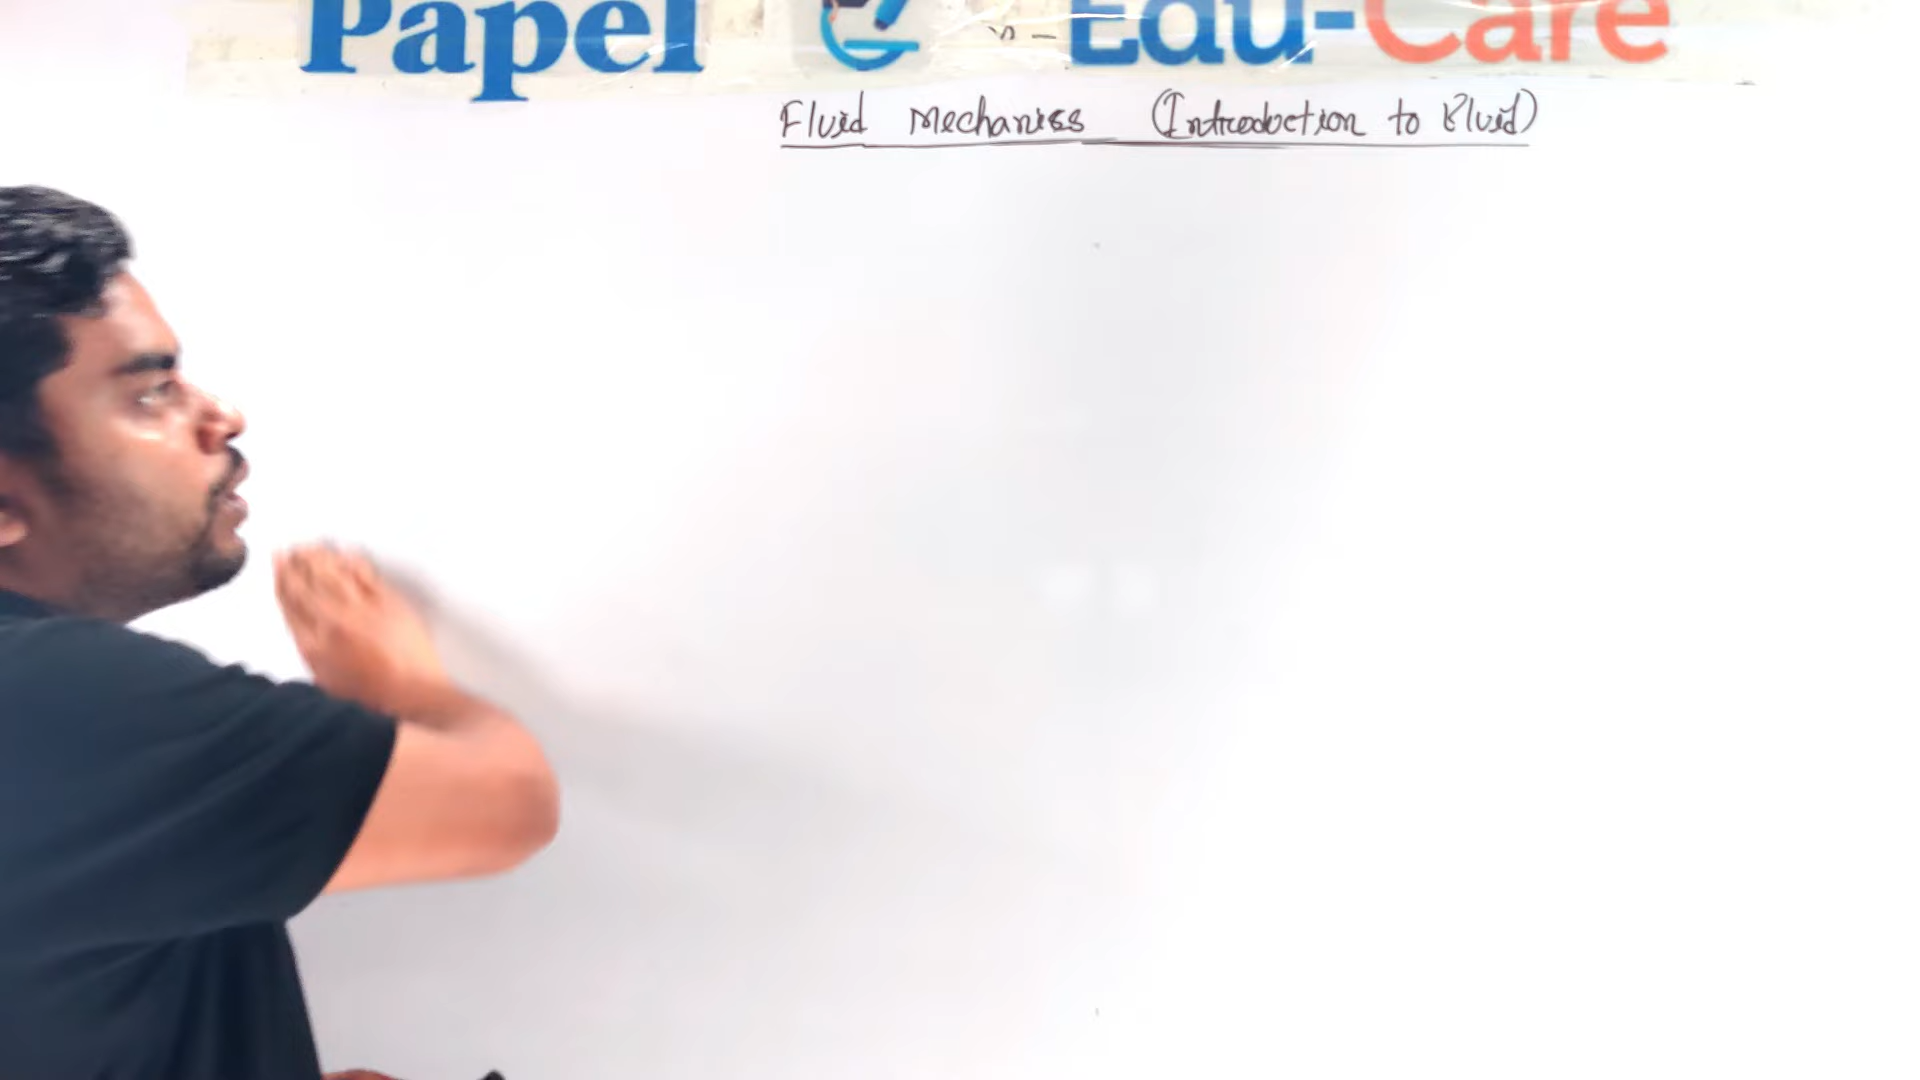 Papel Edu-Care
Fluid Mechanics (Introduction to Fluid)